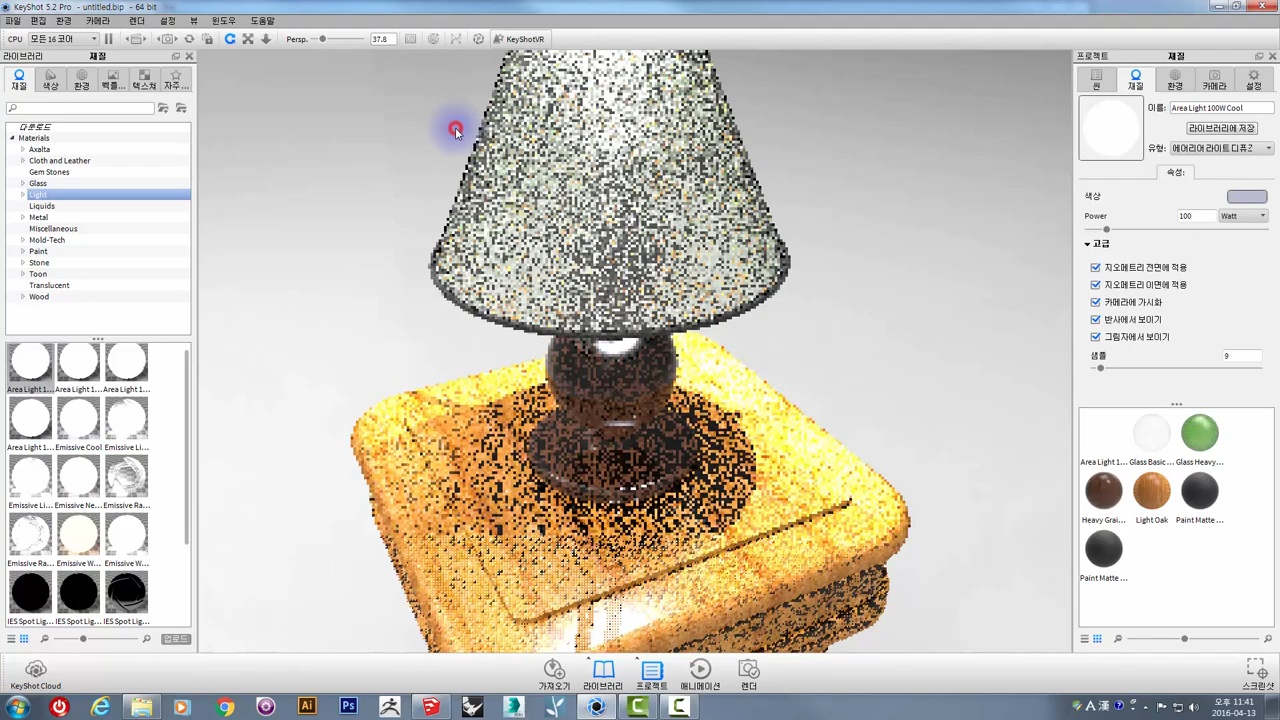 KeyShot 5.2 Pro - untitled.bip - 64 bit
파일 편집 환경 카메라 렌더 설정 뷰 윈도우 도움말
CPU 모든 16 코어 Persp. 37.8 KeyShotVR
라이브러리 재질
재질 색상 환경 백플... 텍스쳐 자주 ...
다운로드
Materials
Axalta
Cloth and Leather
Gem Stones
Glass
Light
Liquids
Metal
Miscellaneous
Mold-Tech
Paint
Stone
Toon
Translucent
Wood
Area Light 1... Area Light 1... Area Light 1...
Area Light 1... Emissive Cool Emissive Li...
Emissive Li... Emissive Ne... Emissive Ra...
Emissive Ra... Emissive W... Emissive W...
IES Spot Lig... IES Spot Lig... IES Spot Lig...
업로드
프로젝트 재질
씬 재질 환경 카메라 설정
이름: Area Light 100W Cool
라이브러리에 저장
유형: 에어리어 라이트 디퓨즈
속성:
색상
Power 100 Watt
고급
지오메트리 전면에 적용
지오메트리 이면에 적용
카메라에 가시화
반사에서 보이기
그림자에서 보이기
샘플 9
Area Light 1... Glass Basic ... Glass Heavy...
Heavy Grai... Light Oak Paint Matte ...
Paint Matte ...
KeyShot Cloud 가져오기 라이브러리 프로젝트 애니메이션 렌더 스크린샷
Ai Ps A 漢 오후 11:41
2016-04-13